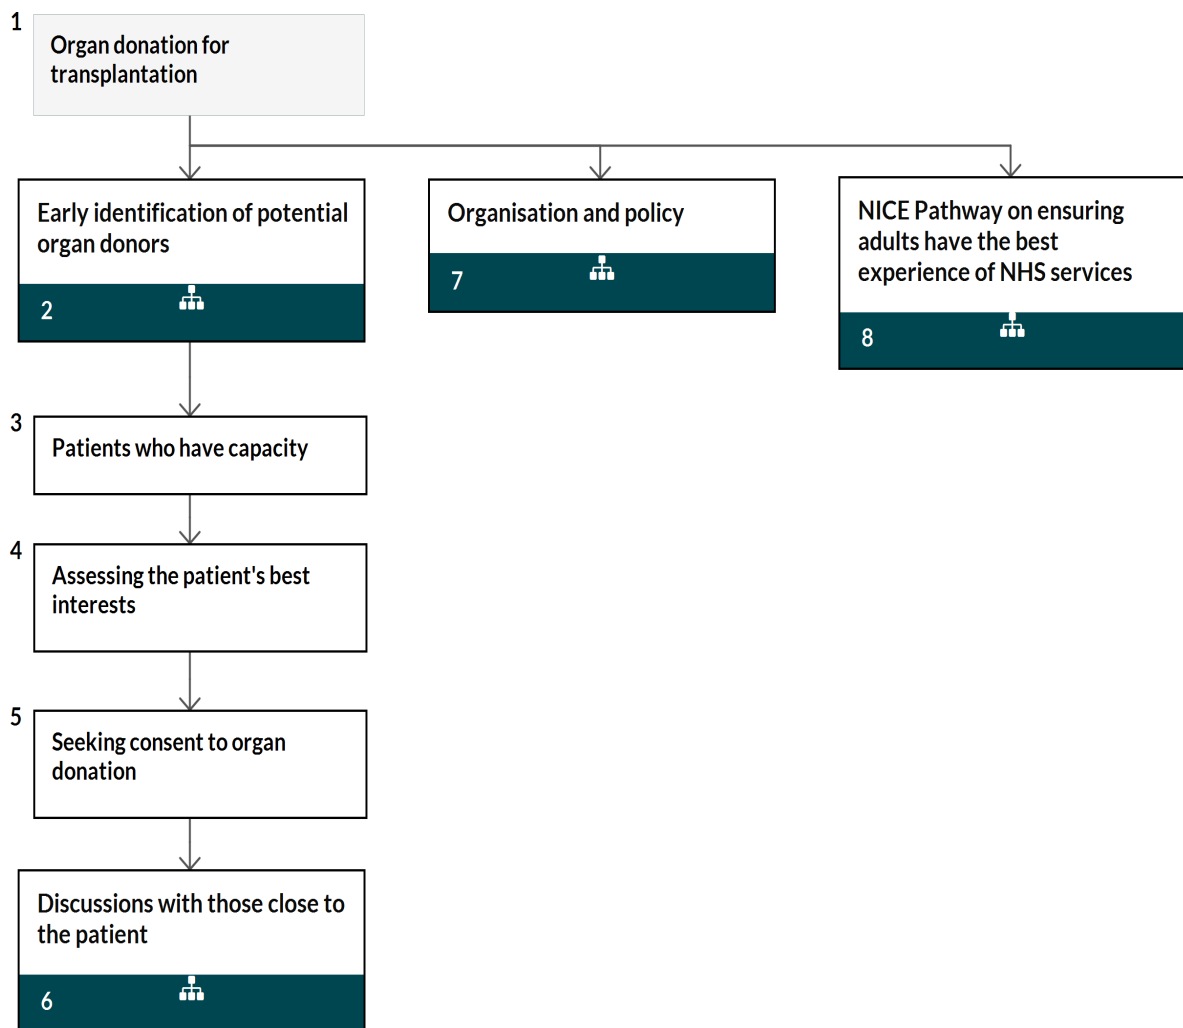 1
Organ donation for
transplantation
Early identification of potential
organ donors
2
Organisation and policy
7
NICE Pathway on ensuring
adults have the best
experience of NHS services
8
3
Patients who have capacity
4
Assessing the patient's best
interests
5
Seeking consent to organ
donation
Discussions with those close to
the patient
6